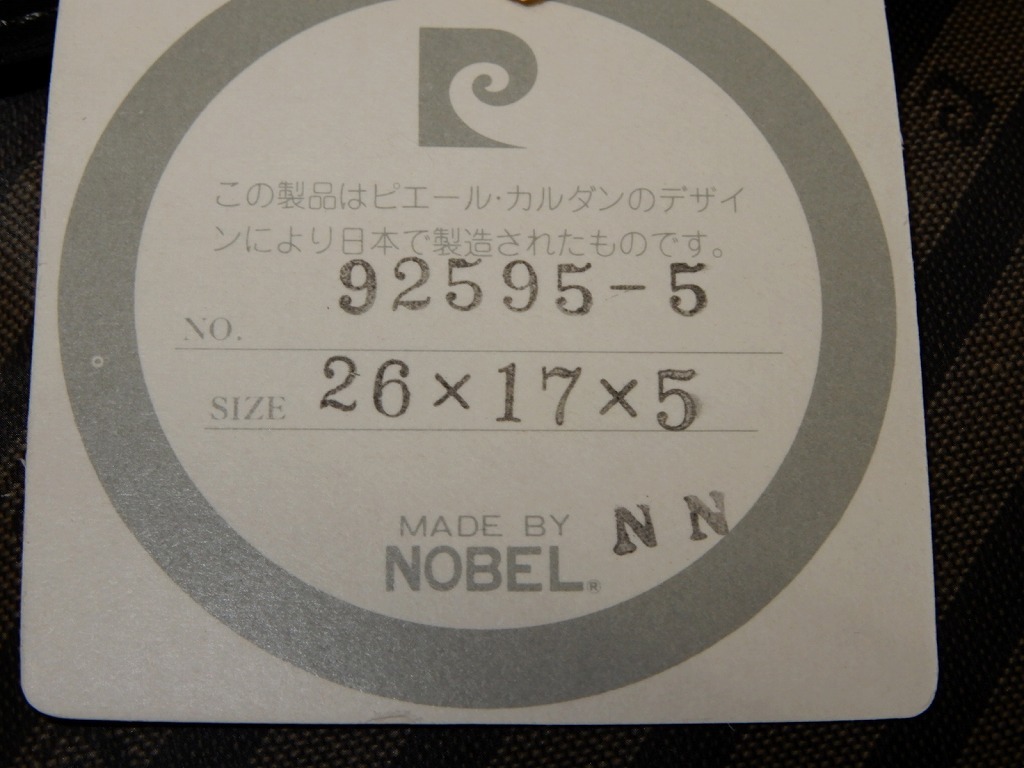 この製品はピエール·カルダンのデザイ
ンにより日本で製造されたものです。
NO. 92595-5
SIZE 26×17×5
MADE BY NN
NOBEL®